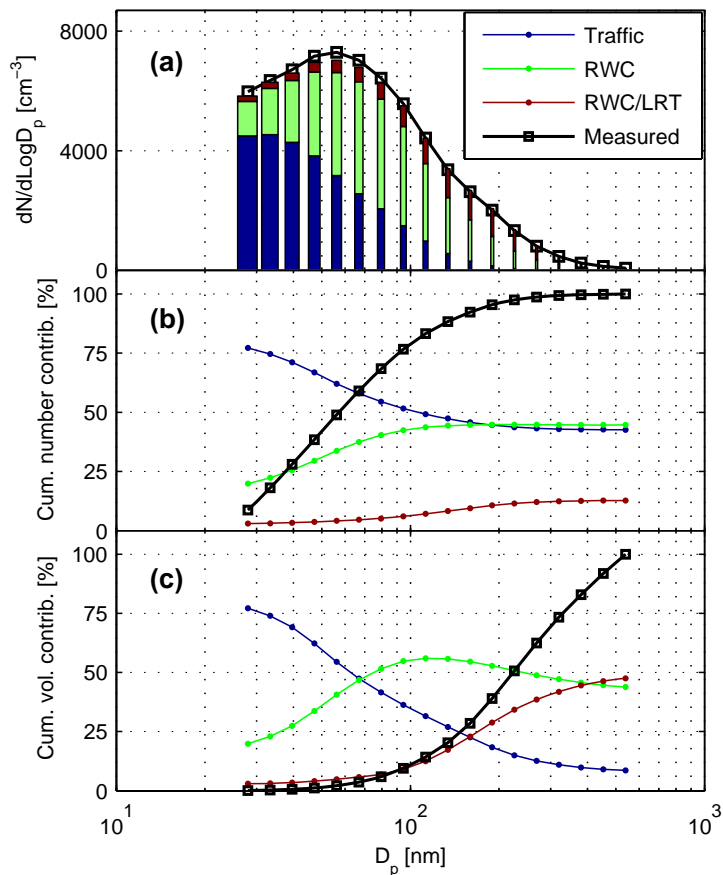 8000
4000
0
dN/dLogD_p [cm^−3]
(a)
Traffic
RWC
RWC/LRT
Measured
100
75
50
25
0
Cum. number contrib. [%]
(b)
100
75
50
25
0
Cum. vol. contrib. [%]
(c)
10^1
10^2
10^3
D_p [nm]